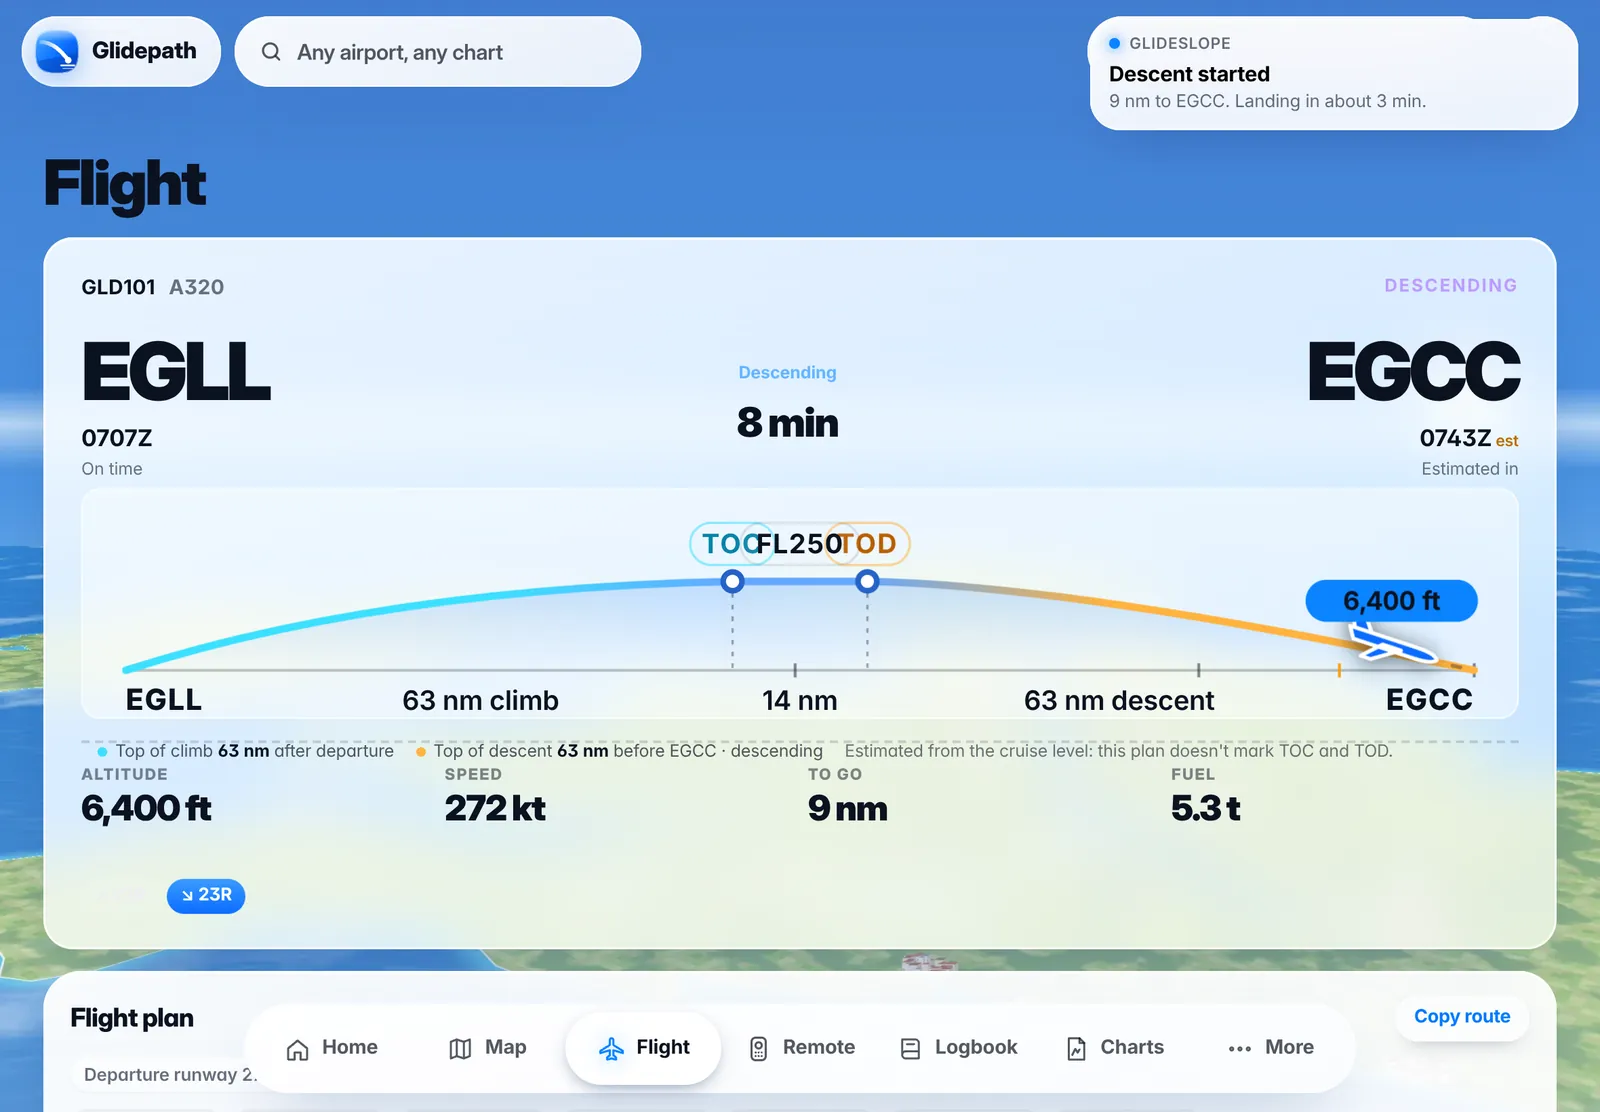 Glidepath
Any airport, any chart
GLIDESLOPE
Descent started
9 nm to EGCC. Landing in about 3 min.
Flight
GLD101 A320
DESCENDING
EGLL
Descending
EGCC
8 min
0707Z
0743Z est
On time
Estimated in
TOC
FL250
TOD
6,400 ft
EGLL
63 nm climb
14 nm
63 nm descent
EGCC
Top of climb 63 nm after departure
Top of descent 63 nm before EGCC · descending
Estimated from the cruise level: this plan doesn't mark TOC and TOD.
ALTITUDE
6,400 ft
SPEED
272 kt
TO GO
9 nm
FUEL
5.3 t
↘ 23R
Flight plan
Copy route
Departure runway 2
Home
Map
Flight
Remote
Logbook
Charts
More